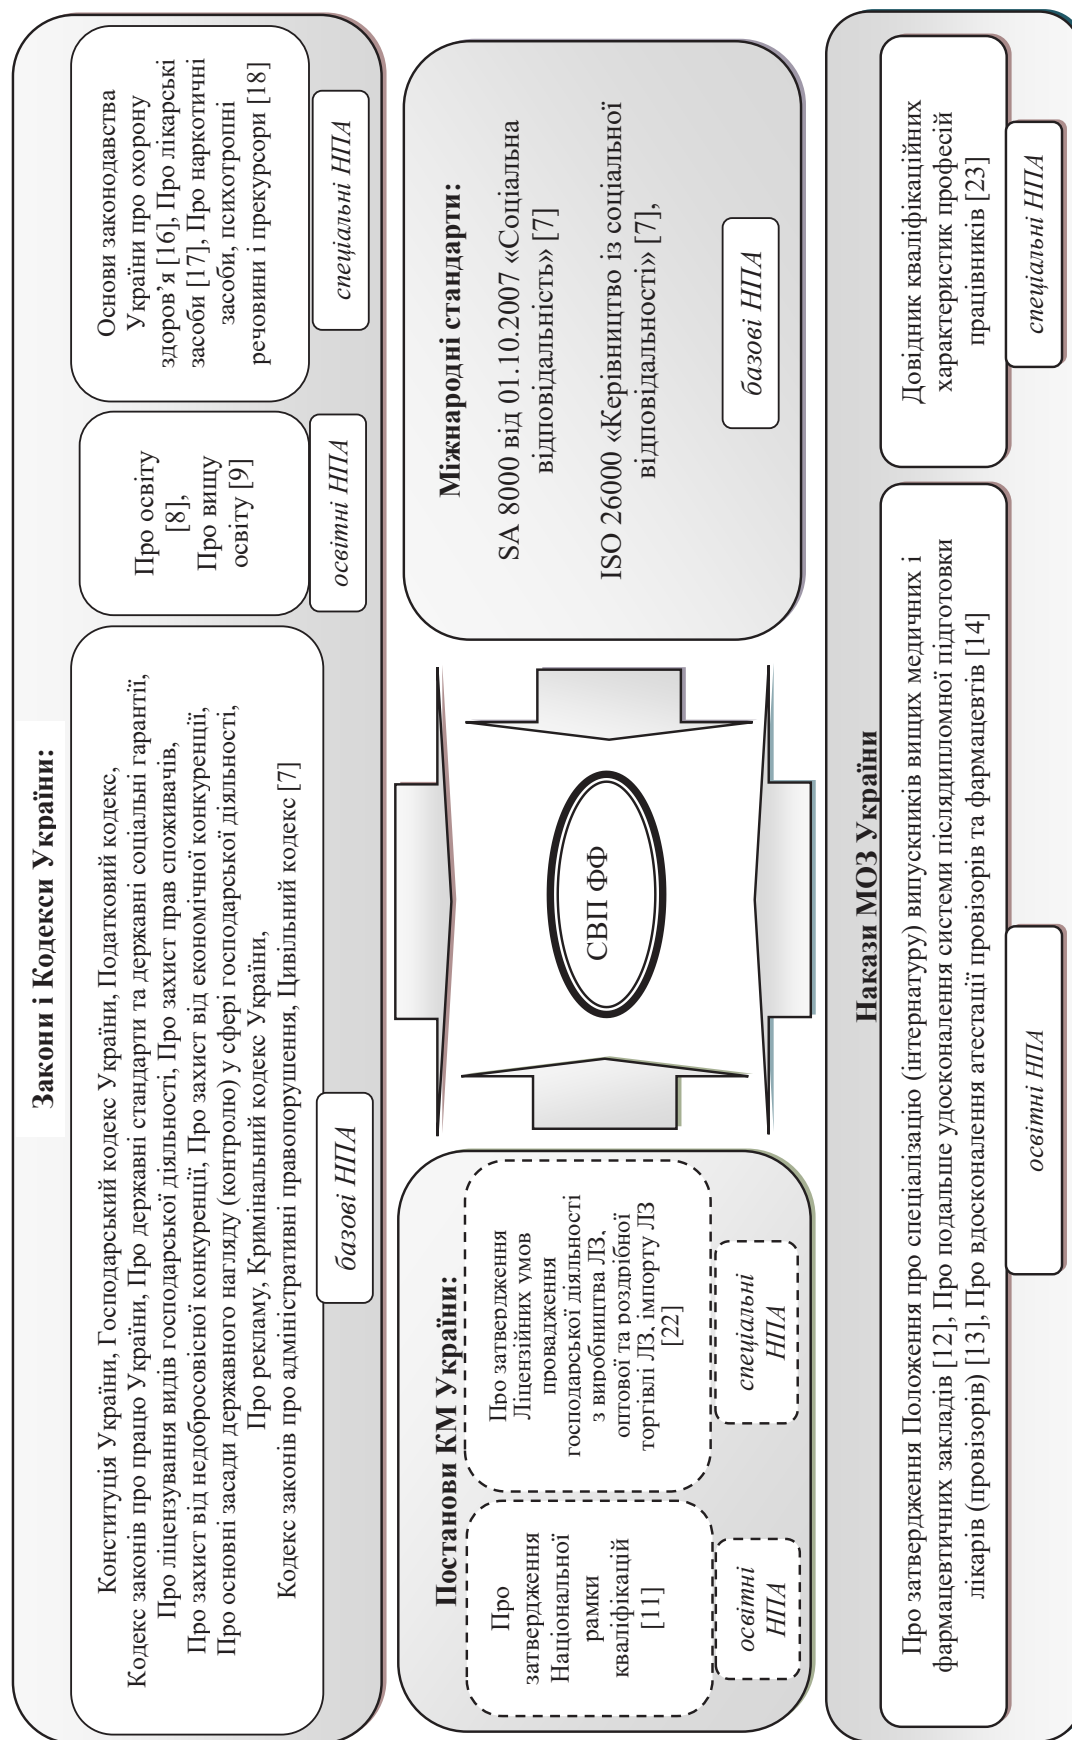 Закони і Кодекси України:
Конституція України, Господарський кодекс України, Податковий кодекс,
Кодекс законів про працю України, Про державні стандарти та державні соціальні гарантії,
Про ліцензування видів господарської діяльності, Про захист прав споживачів,
Про захист від недобросовісної конкуренції, Про захист від економічної конкуренції,
Про основні засади державного нагляду (контролю) у сфері господарської діяльності,
Про рекламу, Кримінальний кодекс України,
Кодекс законів про адміністративні правопорушення, Цивільний кодекс [7]
базові НПА
Про освіту
[8],
Про вищу
освіту [9]
освітні НПА
Основи законодавства
України про охорону
здоров’я [16], Про лікарські
засоби [17], Про наркотичні
засоби, психотропні
речовини і прекурсори [18]
спеціальні НПА
Постанови КМ України:
Про
затвердження
Національної
рамки
кваліфікацій
[11]
освітні
НПА
Про затвердження
Ліцензійних умов
провадження
господарської діяльності
з виробництва ЛЗ,
оптової та роздрібної
торгівлі ЛЗ, імпорту ЛЗ
[22]
спеціальні
НПА
СВП ФФ
Міжнародні стандарти:
SA 8000 від 01.10.2007 «Соціальна
відповідальність» [7]
ISO 26000 «Керівництво із соціальної
відповідальності» [7],
базові НПА
Накази МОЗ України
Про затвердження Положення про спеціалізацію (інтернатуру) випускників вищих медичних і
фармацевтичних закладів [12], Про подальше удосконалення системи післядипломної підготовки
лікарів (провізорів) [13], Про вдосконалення атестації провізорів та фармацевтів [14]
освітні НПА
Довідник кваліфікаційних
характеристик професій
працівників [23]
спеціальні НПА